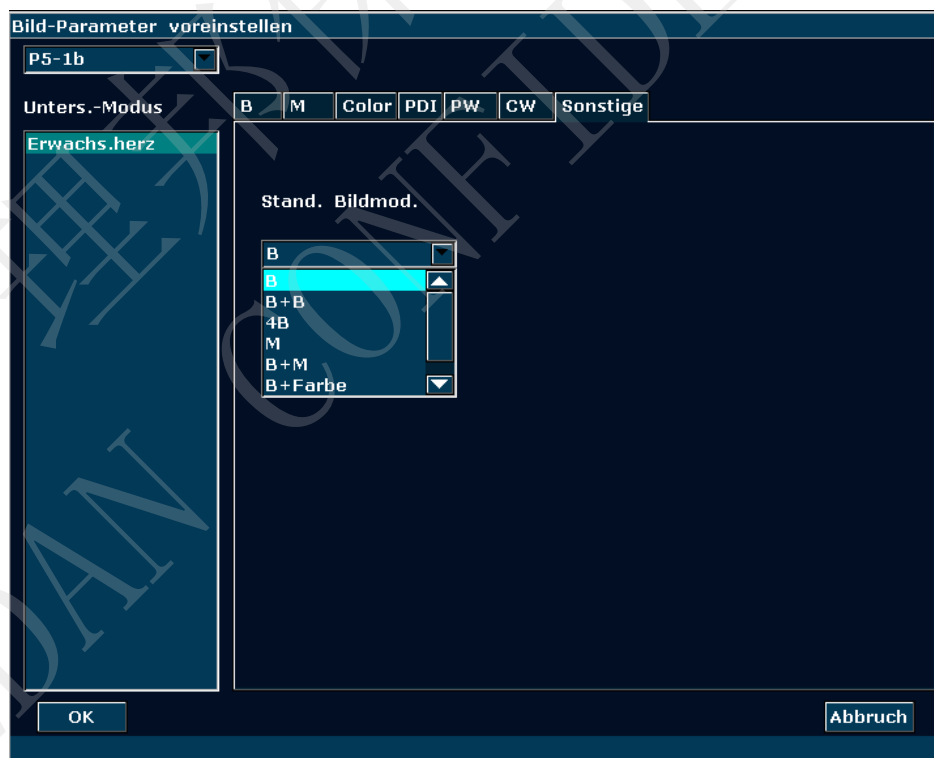 Bild-Parameter voreinstellen
P5-1b
Unters.-Modus
B M Color PDI PW CW Sonstige
Erwachs.herz
Stand. Bildmod.
B
B
B+B
4B
M
B+M
B+Farbe
OK Abbruch